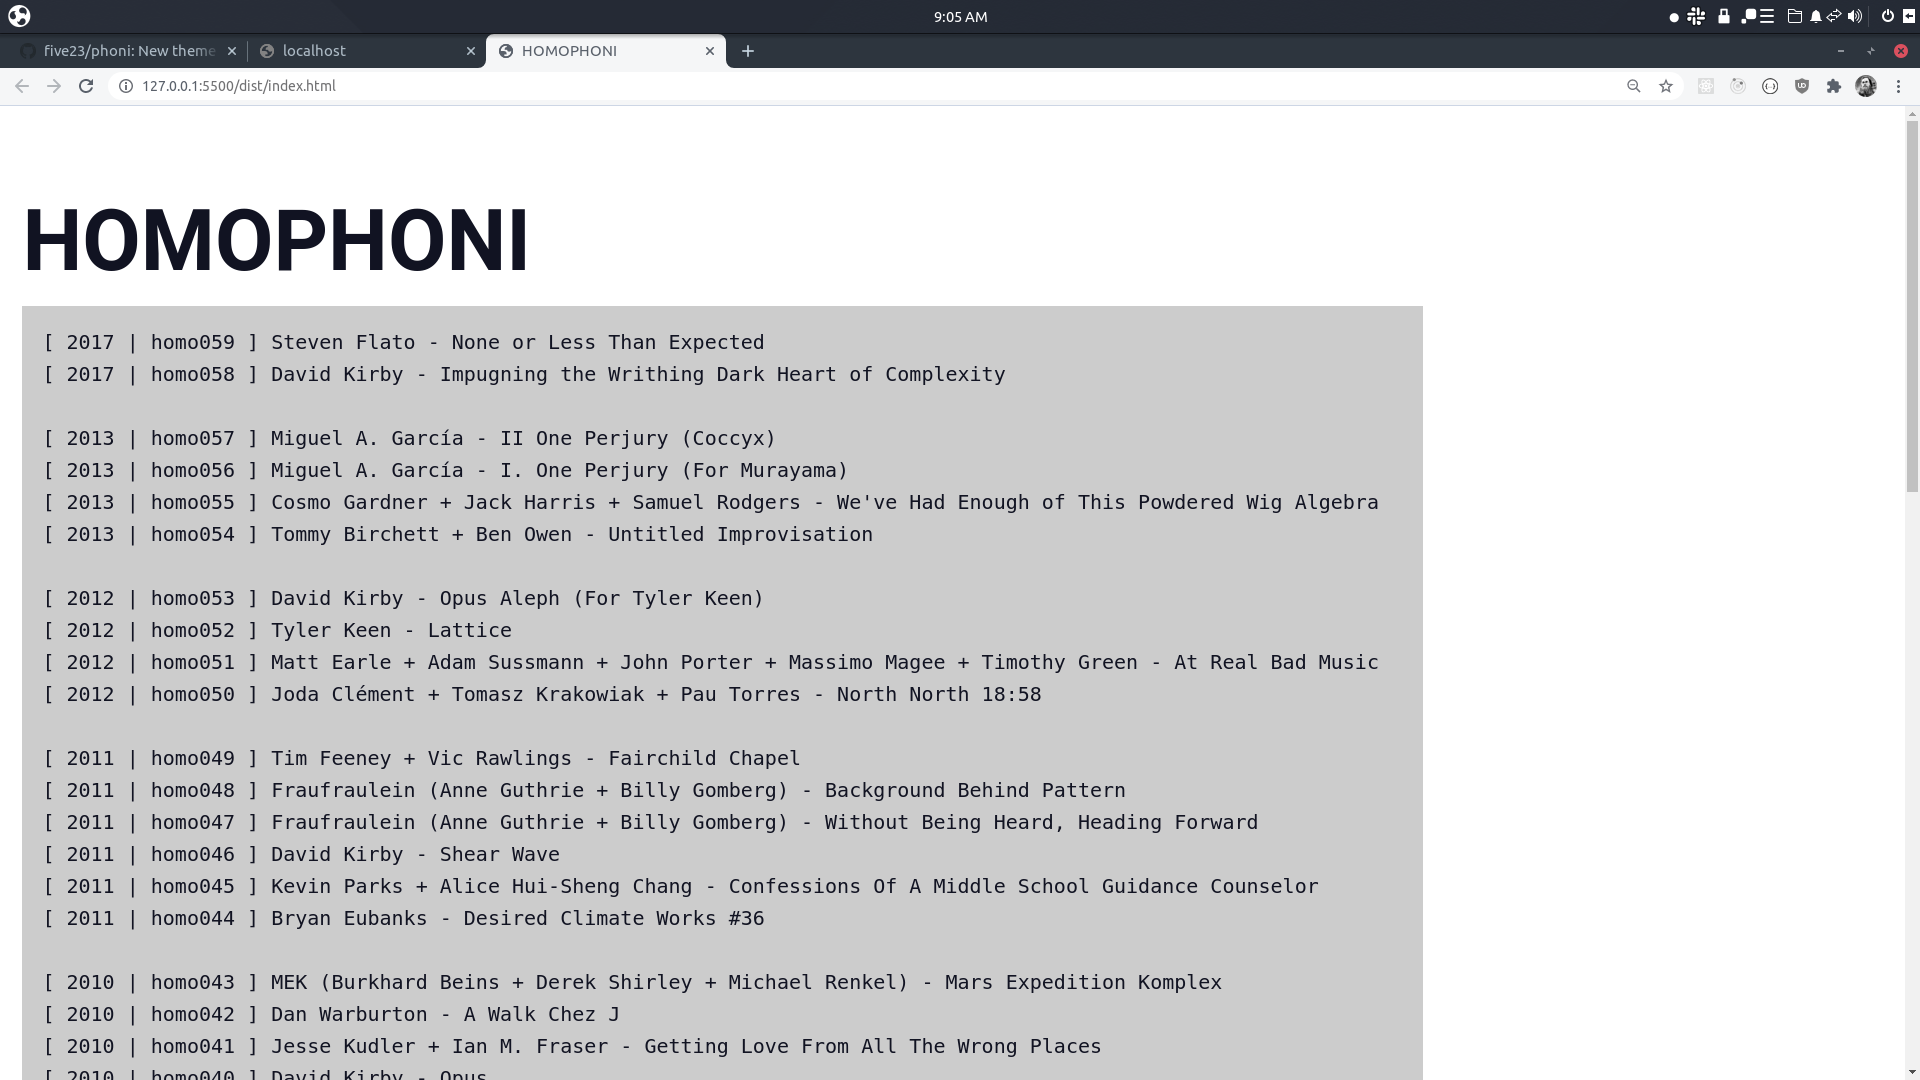 9:05 AM
five23/phoni: New theme
localhost
HOMOPHONI
127.0.0.1:5500/dist/index.html
HOMOPHONI
[ 2017 | homo059 ] Steven Flato - None or Less Than Expected
[ 2017 | homo058 ] David Kirby - Impugning the Writhing Dark Heart of Complexity
[ 2013 | homo057 ] Miguel A. García - II One Perjury (Coccyx)
[ 2013 | homo056 ] Miguel A. García - I. One Perjury (For Murayama)
[ 2013 | homo055 ] Cosmo Gardner + Jack Harris + Samuel Rodgers - We've Had Enough of This Powdered Wig Algebra
[ 2013 | homo054 ] Tommy Birchett + Ben Owen - Untitled Improvisation
[ 2012 | homo053 ] David Kirby - Opus Aleph (For Tyler Keen)
[ 2012 | homo052 ] Tyler Keen - Lattice
[ 2012 | homo051 ] Matt Earle + Adam Sussmann + John Porter + Massimo Magee + Timothy Green - At Real Bad Music
[ 2012 | homo050 ] Joda Clément + Tomasz Krakowiak + Pau Torres - North North 18:58
[ 2011 | homo049 ] Tim Feeney + Vic Rawlings - Fairchild Chapel
[ 2011 | homo048 ] Fraufraulein (Anne Guthrie + Billy Gomberg) - Background Behind Pattern
[ 2011 | homo047 ] Fraufraulein (Anne Guthrie + Billy Gomberg) - Without Being Heard, Heading Forward
[ 2011 | homo046 ] David Kirby - Shear Wave
[ 2011 | homo045 ] Kevin Parks + Alice Hui-Sheng Chang - Confessions Of A Middle School Guidance Counselor
[ 2011 | homo044 ] Bryan Eubanks - Desired Climate Works #36
[ 2010 | homo043 ] MEK (Burkhard Beins + Derek Shirley + Michael Renkel) - Mars Expedition Komplex
[ 2010 | homo042 ] Dan Warburton - A Walk Chez J
[ 2010 | homo041 ] Jesse Kudler + Ian M. Fraser - Getting Love From All The Wrong Places
[ 2010 | homo040 ] David Kirby - Opus